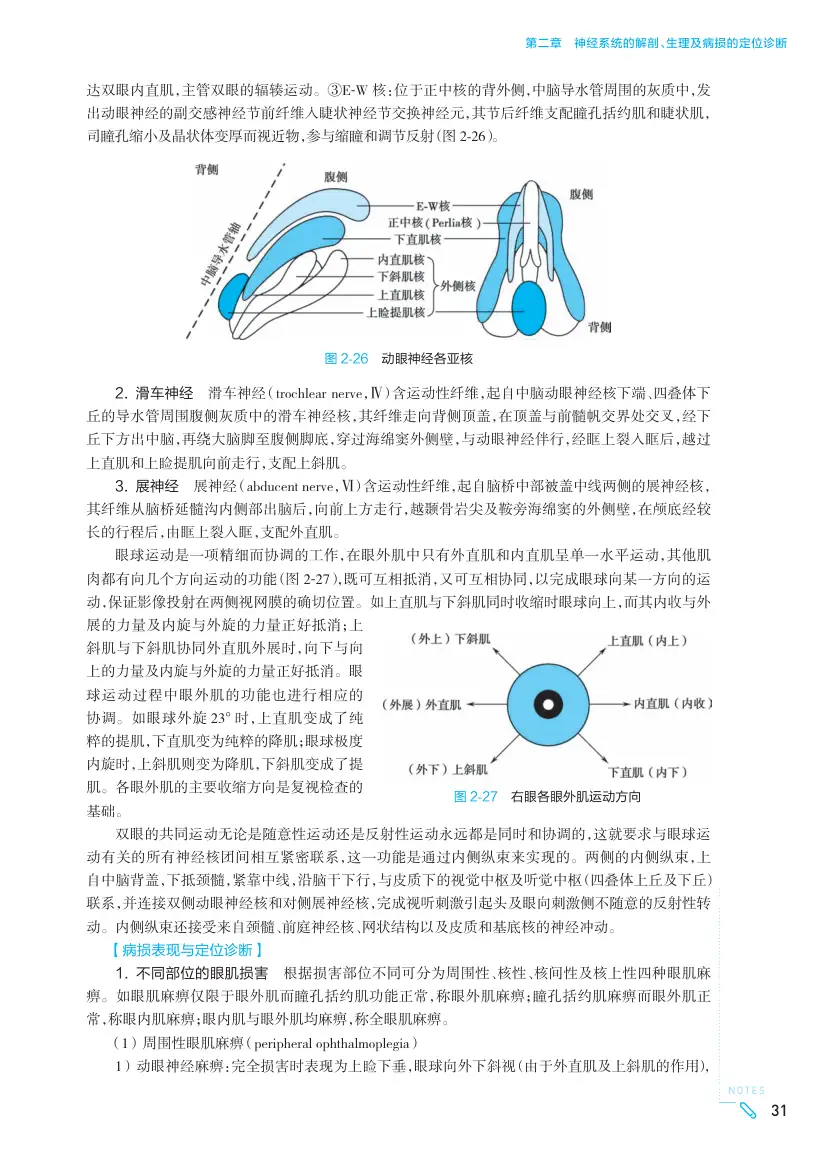 第二章　神经系统的解剖、生理及病损的定位诊断
达双眼内直肌,主管双眼的辐辏运动。③E-W 核:位于正中核的背外侧,中脑导水管周围的灰质中,发
出动眼神经的副交感神经节前纤维入睫状神经节交换神经元,其节后纤维支配瞳孔括约肌和睫状肌,
司瞳孔缩小及晶状体变厚而视近物,参与缩瞳和调节反射(图 2-26)。
背侧
腹侧
中脑导水管轴
E-W核
正中核(Perlia核)
下直肌核
内直肌核
下斜肌核
上直肌核
上睑提肌核
外侧核
腹侧
背侧
图 2-26　动眼神经各亚核
2. 滑车神经　滑车神经(trochlear nerve,Ⅳ)含运动性纤维,起自中脑动眼神经核下端、四叠体下
丘的导水管周围腹侧灰质中的滑车神经核,其纤维走向背侧顶盖,在顶盖与前髓帆交界处交叉,经下
丘下方出中脑,再绕大脑脚至腹侧脚底,穿过海绵窦外侧壁,与动眼神经伴行,经眶上裂入眶后,越过
上直肌和上睑提肌向前走行,支配上斜肌。
3. 展神经　展神经(abducent nerve,Ⅵ)含运动性纤维,起自脑桥中部被盖中线两侧的展神经核,
其纤维从脑桥延髓沟内侧部出脑后,向前上方走行,越颞骨岩尖及鞍旁海绵窦的外侧壁,在颅底经较
长的行程后,由眶上裂入眶,支配外直肌。
眼球运动是一项精细而协调的工作,在眼外肌中只有外直肌和内直肌呈单一水平运动,其他肌
肉都有向几个方向运动的功能(图 2-27),既可互相抵消,又可互相协同,以完成眼球向某一方向的运
动,保证影像投射在两侧视网膜的确切位置。如上直肌与下斜肌同时收缩时眼球向上,而其内收与外
展的力量及内旋与外旋的力量正好抵消;上
斜肌与下斜肌协同外直肌外展时,向下与向
上的力量及内旋与外旋的力量正好抵消。眼
球运动过程中眼外肌的功能也进行相应的
协调。如眼球外旋 23° 时,上直肌变成了纯
粹的提肌,下直肌变为纯粹的降肌;眼球极度
内旋时,上斜肌则变为降肌,下斜肌变成了提
肌。各眼外肌的主要收缩方向是复视检查的
基础。
(外上)下斜肌
上直肌(内上)
(外展)外直肌
内直肌(内收)
(外下)上斜肌
下直肌(内下)
图 2-27　右眼各眼外肌运动方向
双眼的共同运动无论是随意性运动还是反射性运动永远都是同时和协调的,这就要求与眼球运
动有关的所有神经核团间相互紧密联系,这一功能是通过内侧纵束来实现的。两侧的内侧纵束,上
自中脑背盖,下抵颈髓,紧靠中线,沿脑干下行,与皮质下的视觉中枢及听觉中枢(四叠体上丘及下丘)
联系,并连接双侧动眼神经核和对侧展神经核,完成视听刺激引起头及眼向刺激侧不随意的反射性转
动。内侧纵束还接受来自颈髓、前庭神经核、网状结构以及皮质和基底核的神经冲动。
【病损表现与定位诊断】
1. 不同部位的眼肌损害　根据损害部位不同可分为周围性、核性、核间性及核上性四种眼肌麻
痹。如眼肌麻痹仅限于眼外肌而瞳孔括约肌功能正常,称眼外肌麻痹;瞳孔括约肌麻痹而眼外肌正
常,称眼内肌麻痹;眼内肌与眼外肌均麻痹,称全眼肌麻痹。
(1)周围性眼肌麻痹(peripheral ophthalmoplegia)
1)动眼神经麻痹:完全损害时表现为上睑下垂,眼球向外下斜视(由于外直肌及上斜肌的作用),
NOTES
31